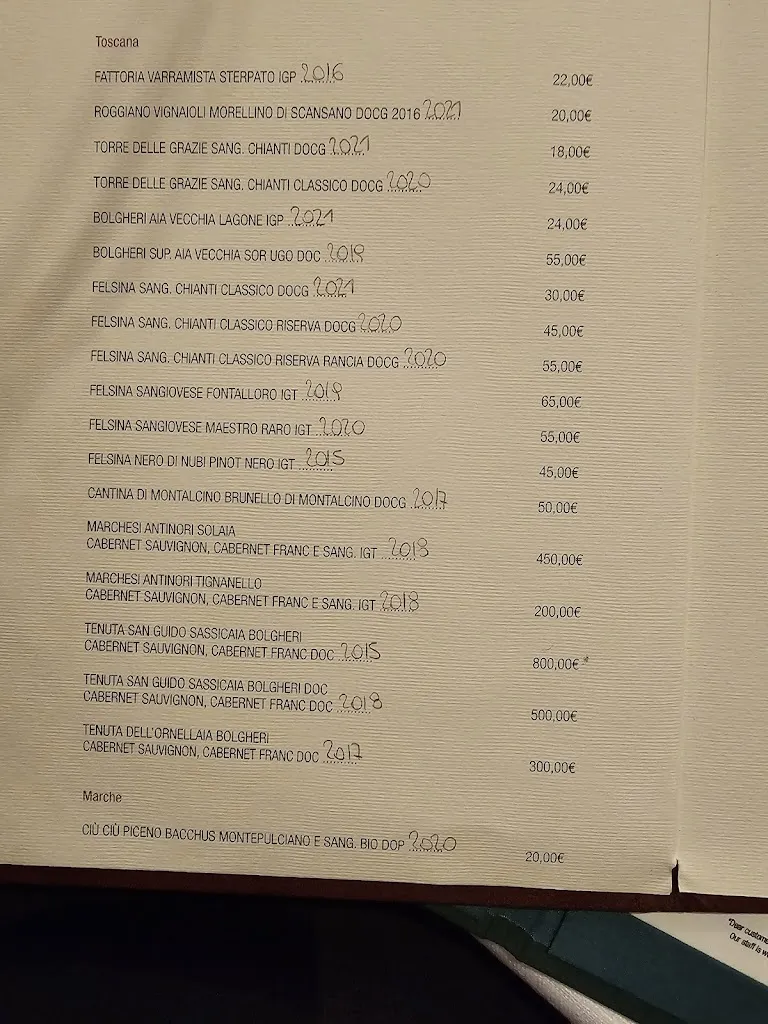 Toscana
FATTORIA VARRAMISTA STERPATO IGP 2016 22,00€
ROGGIANO VIGNAIOLI MORELLINO DI SCANSANO DOCG 2016 2021 20,00€
TORRE DELLE GRAZIE SANG. CHIANTI DOCG 2021 18,00€
TORRE DELLE GRAZIE SANG. CHIANTI CLASSICO DOCG 2020 24,00€
BOLGHERI AIA VECCHIA LAGONE IGP 2021 24,00€
BOLGHERI SUP. AIA VECCHIA SOR UGO DOC 2019 55,00€
FELSINA SANG. CHIANTI CLASSICO DOCG 2021 30,00€
FELSINA SANG. CHIANTI CLASSICO RISERVA DOCG 2020 45,00€
FELSINA SANG. CHIANTI CLASSICO RISERVA RANCIA DOCG 2020 55,00€
FELSINA SANGIOVESE FONTALLORO IGT 2019 65,00€
FELSINA SANGIOVESE MAESTRO RARO IGT 2020 55,00€
FELSINA NERO DI NUBI PINOT NERO IGT 2015 45,00€
CANTINA DI MONTALCINO BRUNELLO DI MONTALCINO DOCG 2017 50,00€
MARCHESI ANTINORI SOLAIA
CABERNET SAUVIGNON, CABERNET FRANC E SANG. IGT 2018 450,00€
MARCHESI ANTINORI TIGNANELLO
CABERNET SAUVIGNON, CABERNET FRANC E SANG. IGT 2018 200,00€
TENUTA SAN GUIDO SASSICAIA BOLGHERI
CABERNET SAUVIGNON, CABERNET FRANC DOC 2015 800,00€*
TENUTA SAN GUIDO SASSICAIA BOLGHERI DOC
CABERNET SAUVIGNON, CABERNET FRANC DOC 2018 500,00€
TENUTA DELL'ORNELLAIA BOLGHERI
CABERNET SAUVIGNON, CABERNET FRANC DOC 2017 300,00€
Marche
CIÙ CIÙ PICENO BACCHUS MONTEPULCIANO E SANG. BIO DOP 2020 20,00€
"Dear
Our staff is